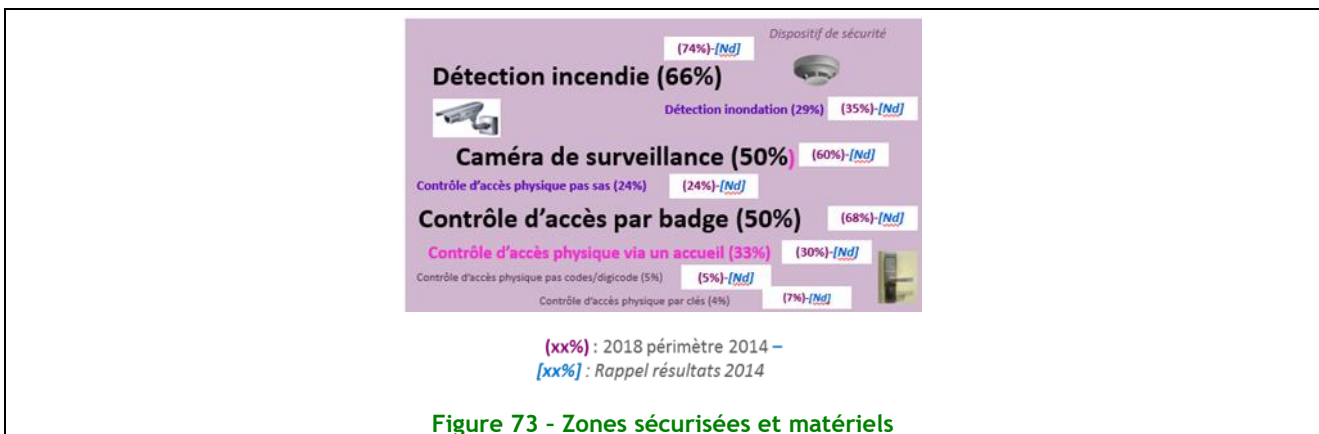 Dispositif de sécurité
(74%)-[Nd]
Détection incendie (66%)
Détection inondation (29%) (35%)-[Nd]
Caméra de surveillance (50%) (60%)-[Nd]
Contrôle d'accès physique pas sas (24%) (24%)-[Nd]
Contrôle d'accès par badge (50%) (68%)-[Nd]
Contrôle d'accès physique via un accueil (33%) (30%)-[Nd]
Contrôle d'accès physique pas codes/digicode (5%) (5%)-[Nd]
Contrôle d'accès physique par clés (4%) (7%)-[Nd]
(xx%) : 2018 périmètre 2014 –
[xx%] : Rappel résultats 2014
Figure 73 – Zones sécurisées et matériels